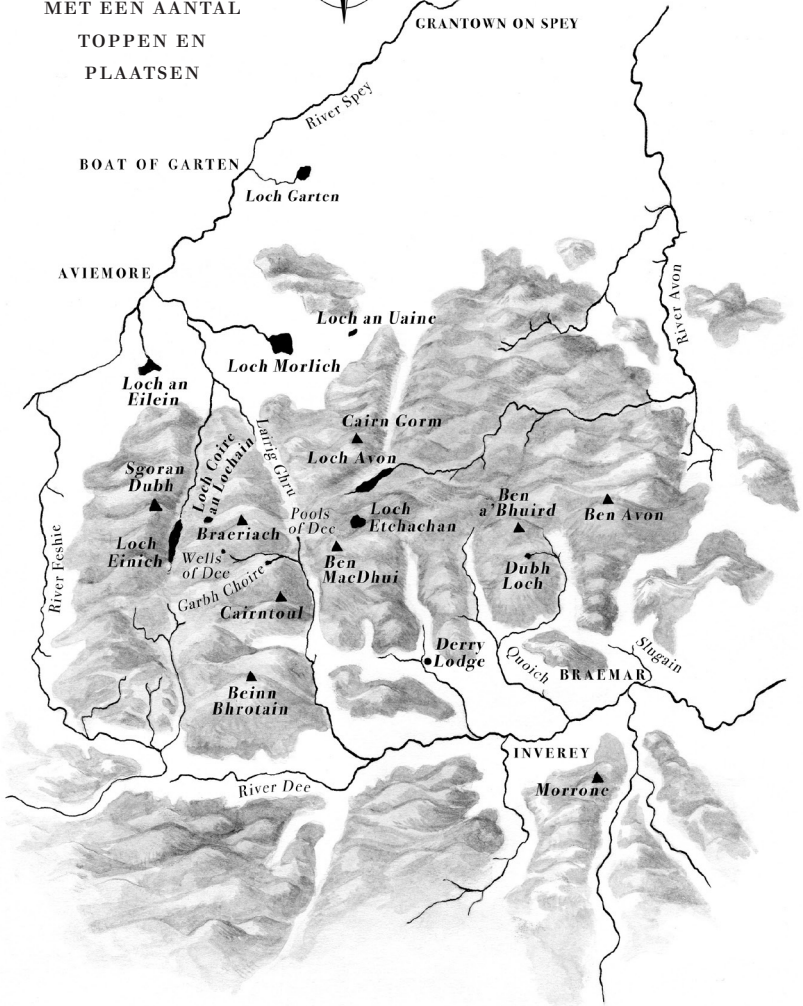 MET EEN AANTAL
TOPPEN EN
PLAATSEN
GRANTOWN ON SPEY
River Spey
BOAT OF GARTEN
Loch Garten
AVIEMORE
River Avon
Loch an Uaine
Loch Morlich
Loch an
Eilein
Lairig Ghru
Cairn Gorm
Loch Avon
Loch Coire
an Lochain
Sgoran
Dubh
Ben
a'Bhuird
Ben Avon
Pools
of Dee
Loch
Etchachan
Braeriach
Loch
Einich
Wells
of Dee
Ben
MacDhui
Dubh
Loch
River Feshie
Garbh Choire
Cairntoul
Derry
Lodge
Quoich
Slugain
BRAEMAR
Beinn
Bhrotain
INVEREY
River Dee
Morrone